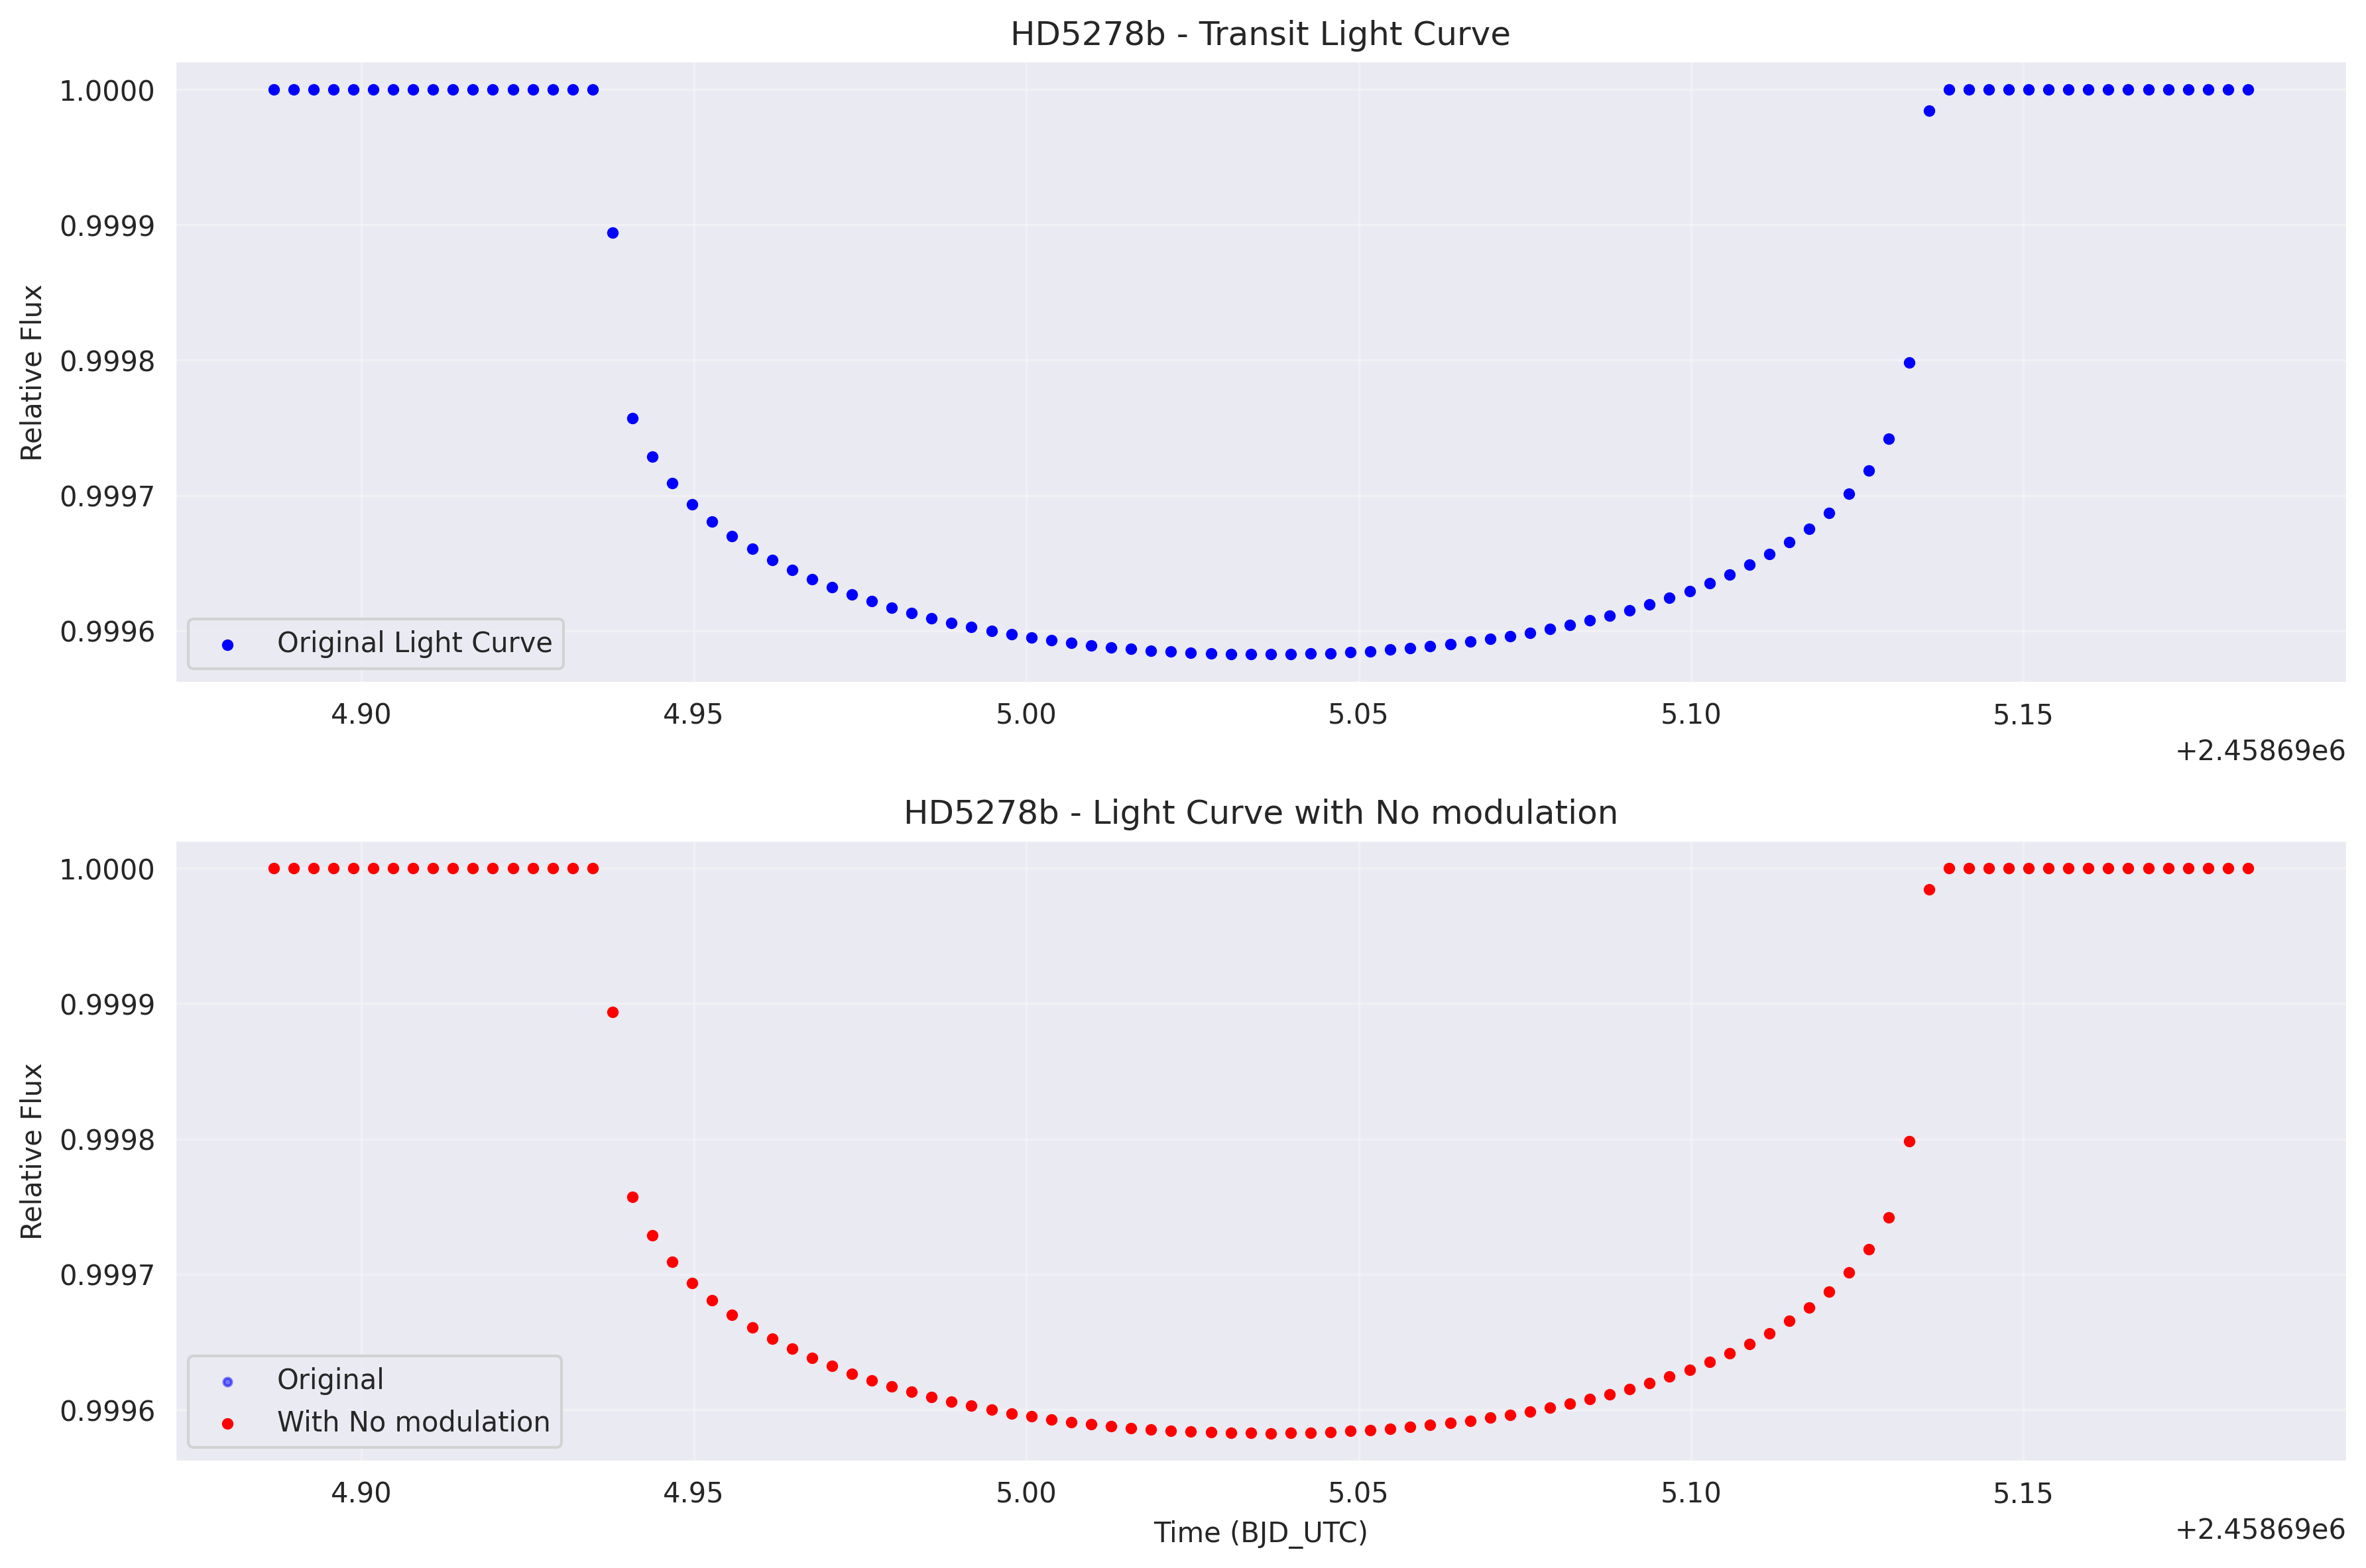 HD5278b - Transit Light Curve
1.0000
0.9999
0.9998
0.9997
0.9996
Relative Flux
Original Light Curve
4.90 4.95 5.00 5.05 5.10 5.15
+2.45869e6
HD5278b - Light Curve with No modulation
1.0000
0.9999
0.9998
0.9997
0.9996
Relative Flux
Original
With No modulation
4.90 4.95 5.00 5.05 5.10 5.15
Time (BJD_UTC)
+2.45869e6